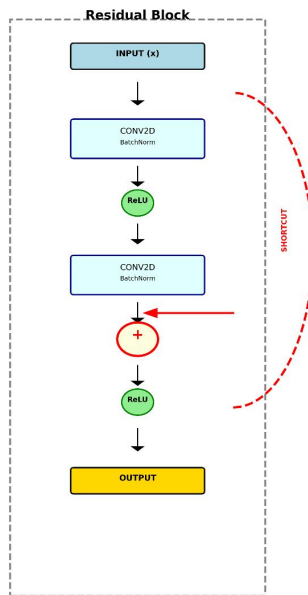 Residual Block
INPUT (x)
CONV2D
BatchNorm
ReLU
SHORTCUT
CONV2D
BatchNorm
+
ReLU
OUTPUT